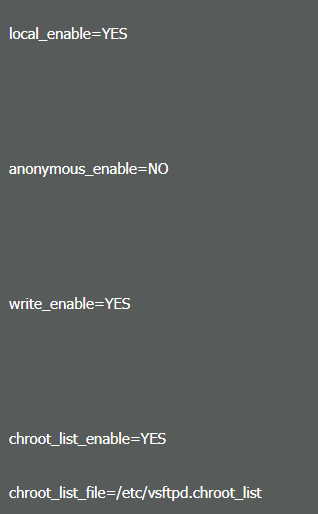 local_enable=YES
anonymous_enable=NO
write_enable=YES
chroot_list_enable=YES
chroot_list_file=/etc/vsftpd.chroot_list